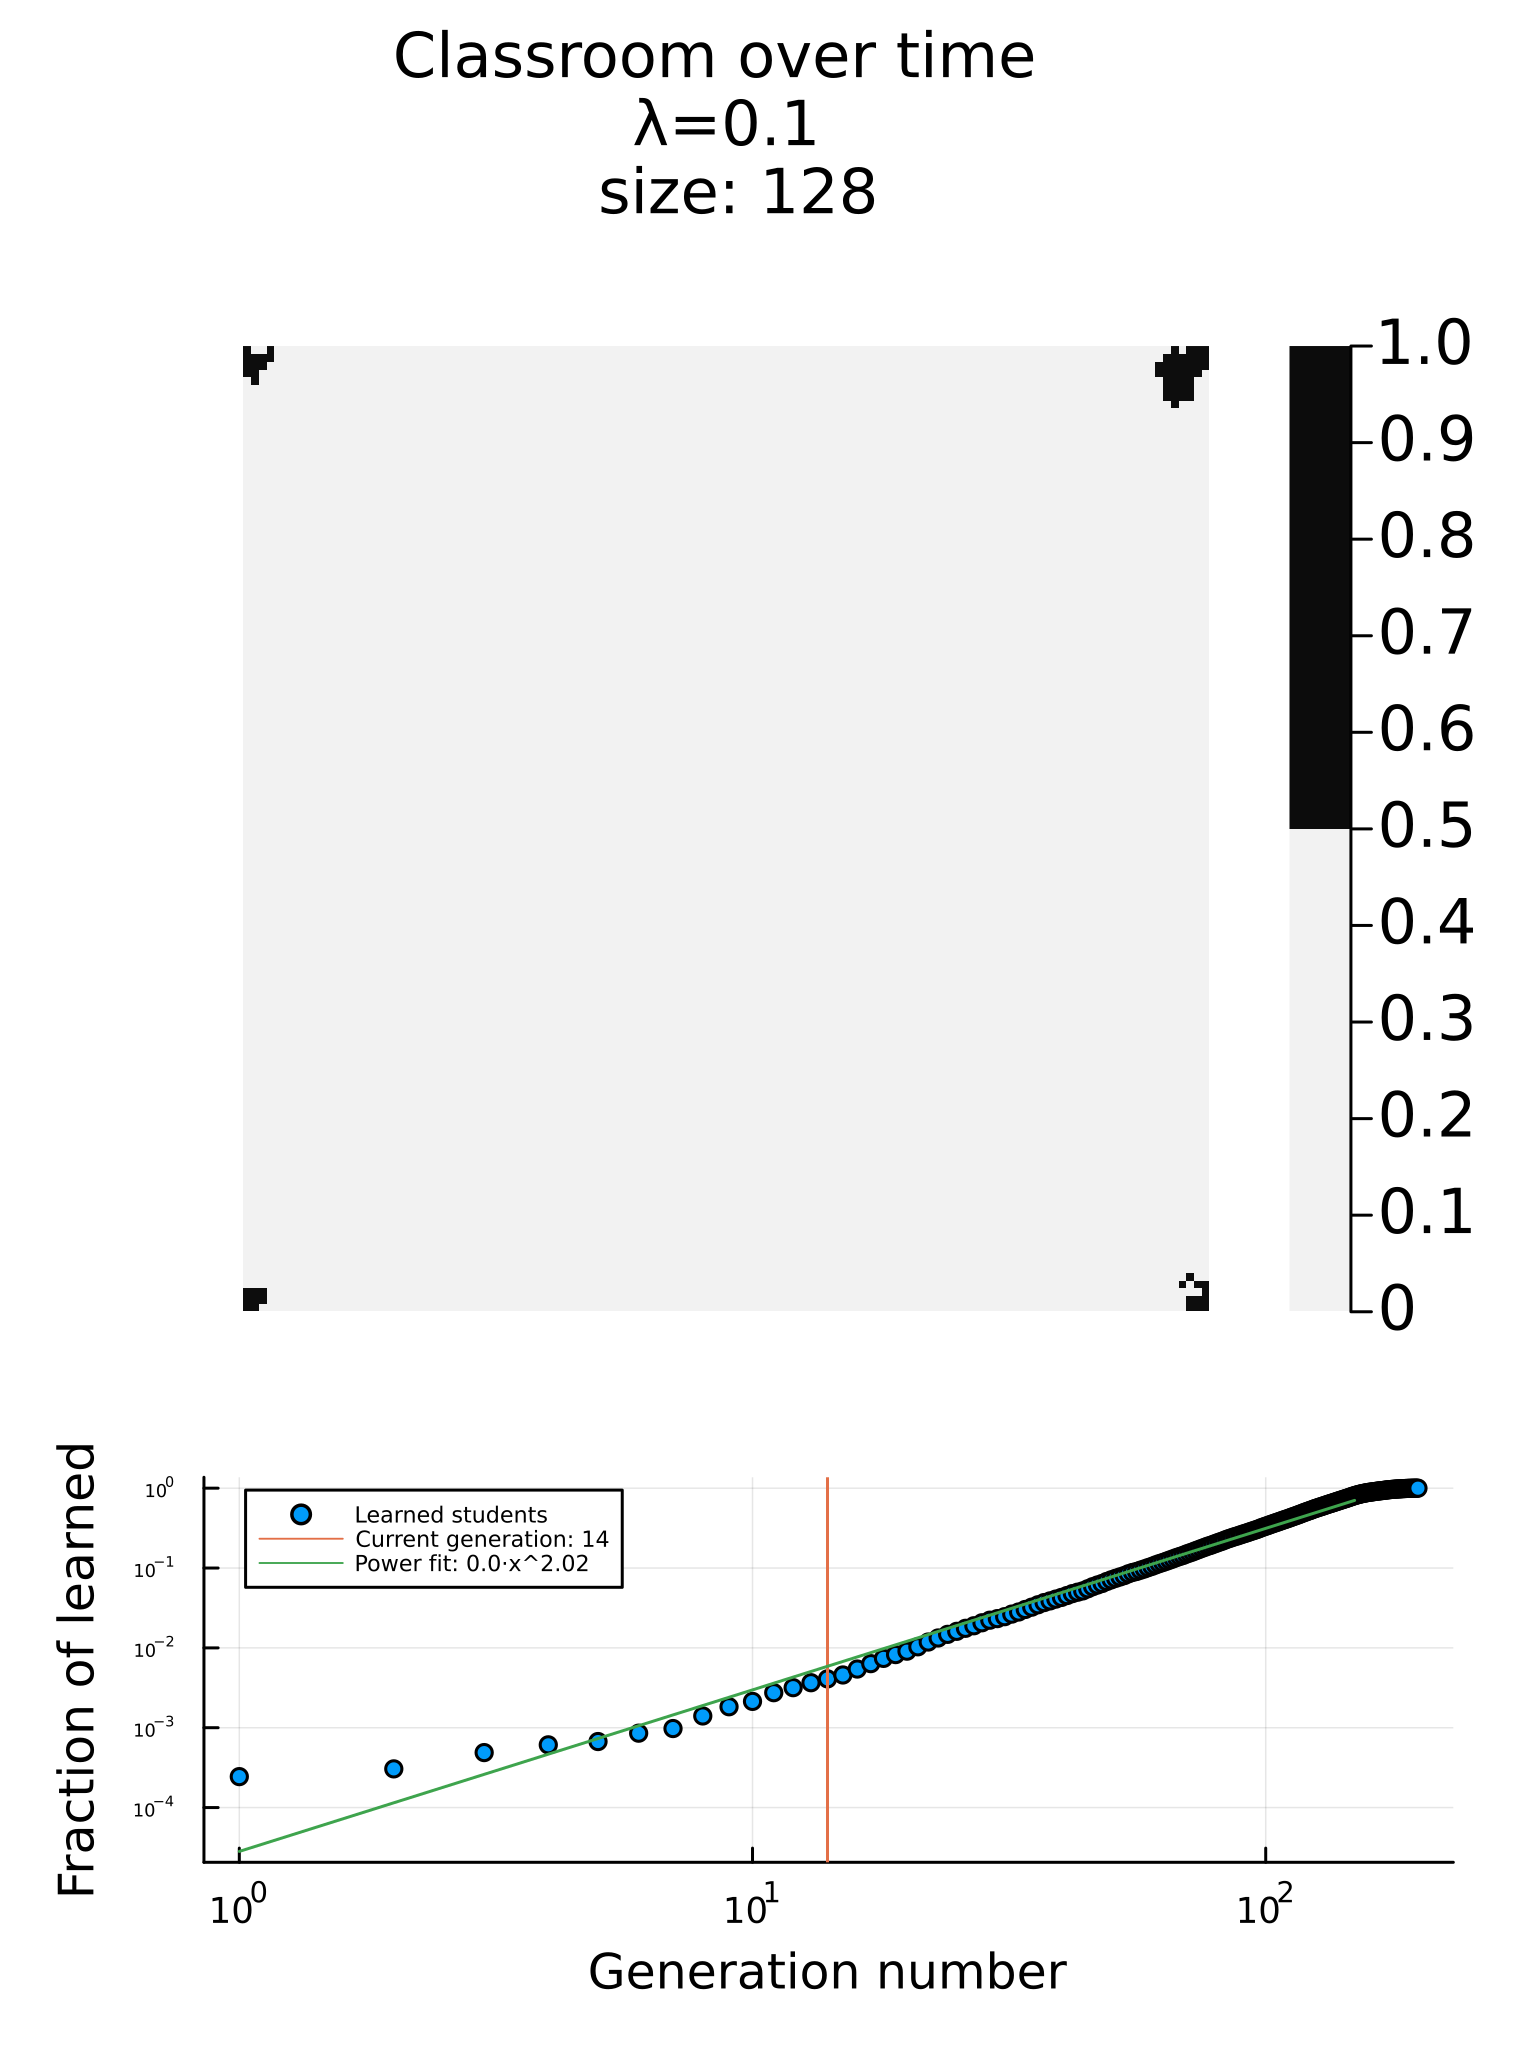 Classroom over time
λ=0.1
size: 128
1.0
0.9
0.8
0.7
0.6
0.5
0.4
0.3
0.2
0.1
0
Fraction of learned
10^0
10^-1
10^-2
10^-3
10^-4
Learned students
Current generation: 14
Power fit: 0.0·x^2.02
10^0 10^1 10^2
Generation number